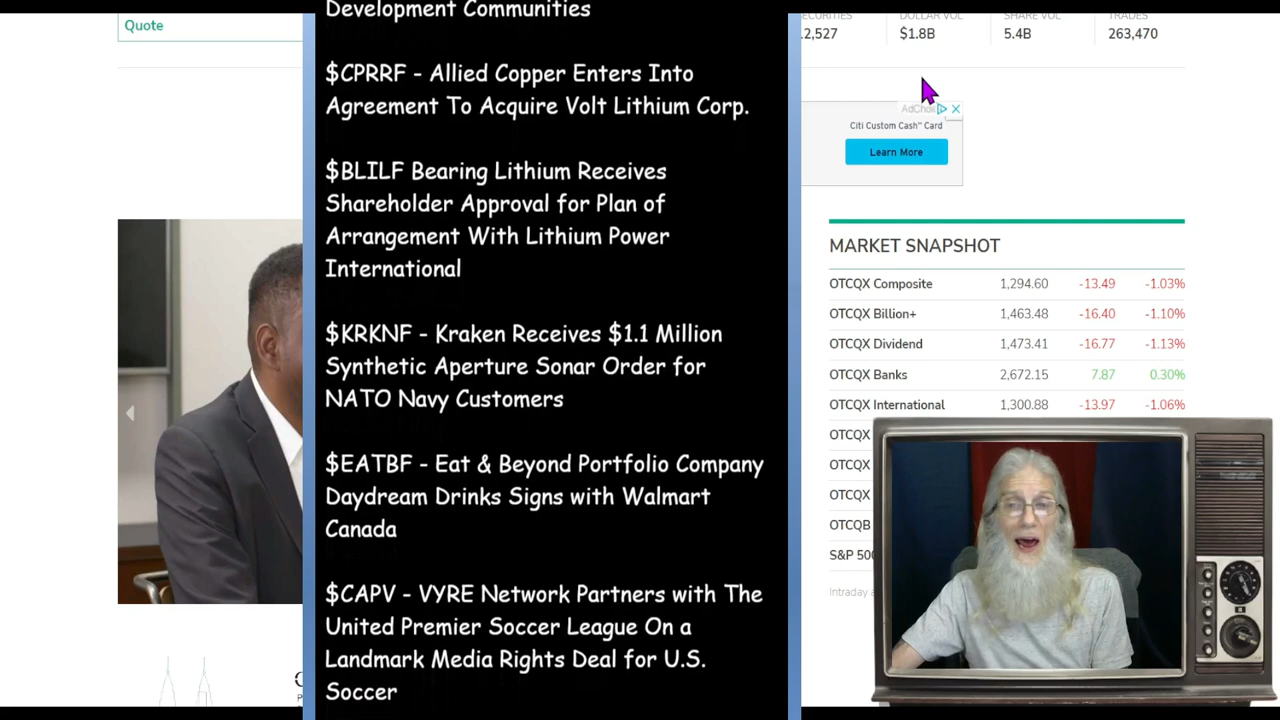 Quote
Development Communities
$CPRRF - Allied Copper Enters Into
Agreement To Acquire Volt Lithium Corp.
$BLILF Bearing Lithium Receives
Shareholder Approval for Plan of
Arrangement With Lithium Power
International
$KRKNF - Kraken Receives $1.1 Million
Synthetic Aperture Sonar Order for
NATO Navy Customers
$EATBF - Eat & Beyond Portfolio Company
Daydream Drinks Signs with Walmart
Canada
$CAPV - VYRE Network Partners with The
United Premier Soccer League On a
Landmark Media Rights Deal for U.S.
Soccer
SECURITIES DOLLAR VOL SHARE VOL TRADES
2,527 $1.8B 5.4B 263,470
Citi Custom Cash™ Card
Learn More
MARKET SNAPSHOT
OTCQX Composite 1,294.60 -13.49 -1.03%
OTCQX Billion+ 1,463.48 -16.40 -1.10%
OTCQX Dividend 1,473.41 -16.77 -1.13%
OTCQX Banks 2,672.15 7.87 0.30%
OTCQX International 1,300.88 -13.97 -1.06%
OTCQX
OTCQX
OTCQX
OTCQB
S&P 500
Intraday